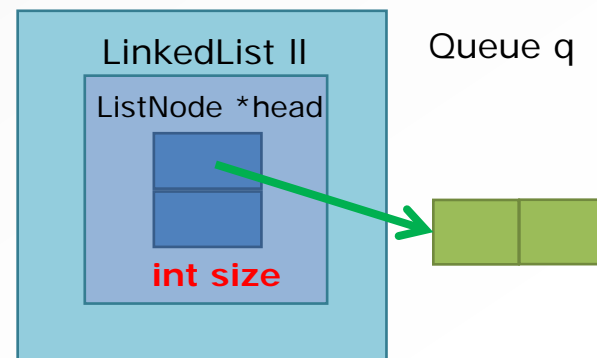 LinkedList ll
Queue q
ListNode *head
int size